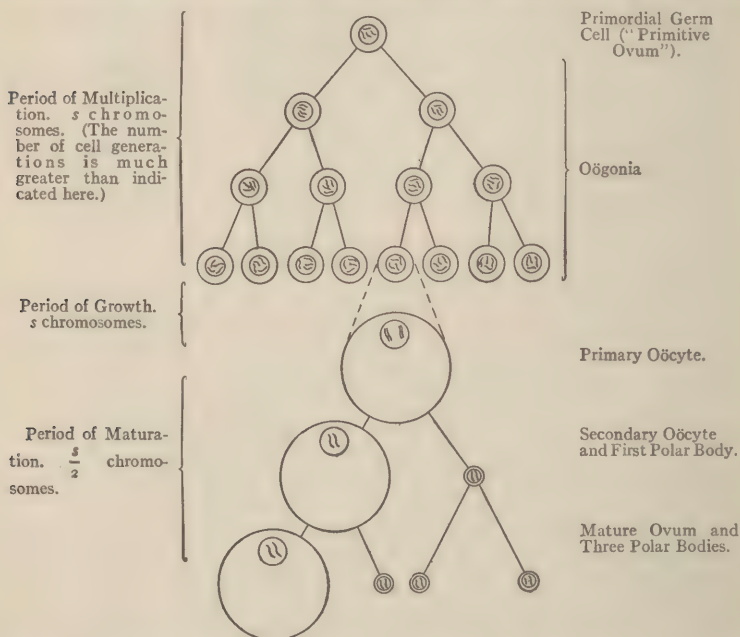 Primordial Germ
Cell ("Primitive
Ovum").
Period of Multiplica-
tion. s chromo-
somes. (The num-
ber of cell genera-
tions is much
greater than indi-
cated here.)
Oögonia
Period of Growth.
s chromosomes.
Primary Oöcyte.
Period of Matura-
tion. s/2 chromo-
somes.
Secondary Oöcyte
and First Polar Body.
Mature Ovum and
Three Polar Bodies.